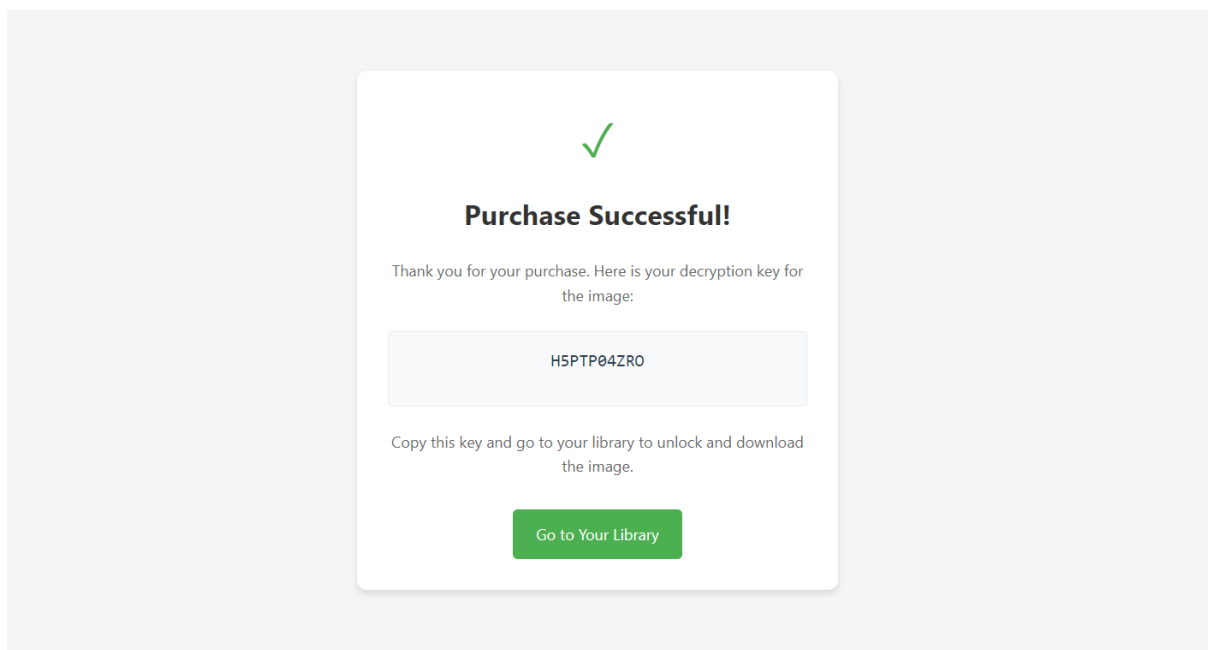 Purchase Successful!
Thank you for your purchase. Here is your decryption key for
the image:
H5PTP04ZRO
Copy this key and go to your library to unlock and download
the image.
Go to Your Library